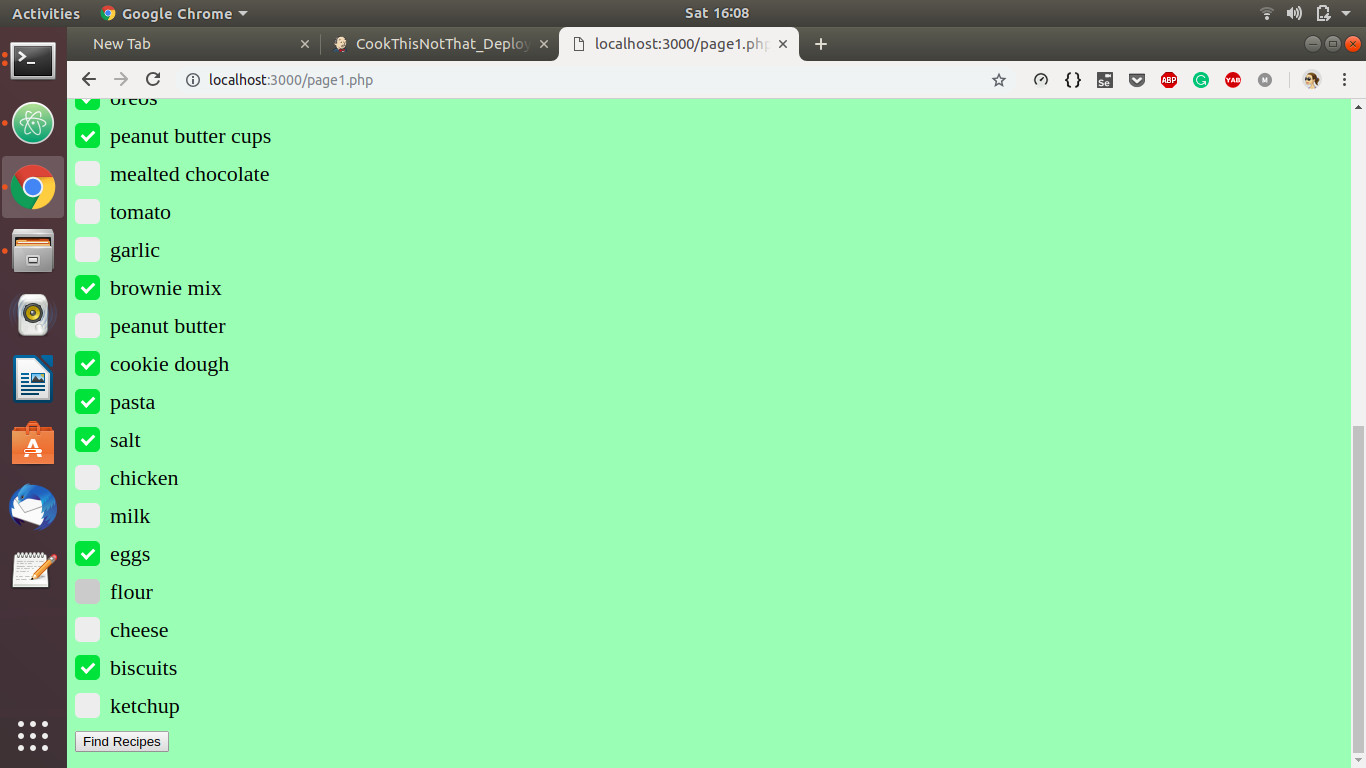 Activities Google Chrome Sat 16:08
New Tab CookThisNotThat_Deploy localhost:3000/page1.php
localhost:3000/page1.php {} Se ABP G YAB M
oreos
peanut butter cups
mealted chocolate
tomato
garlic
brownie mix
peanut butter
cookie dough
pasta
salt
chicken
milk
eggs
flour
cheese
biscuits
ketchup
Find Recipes